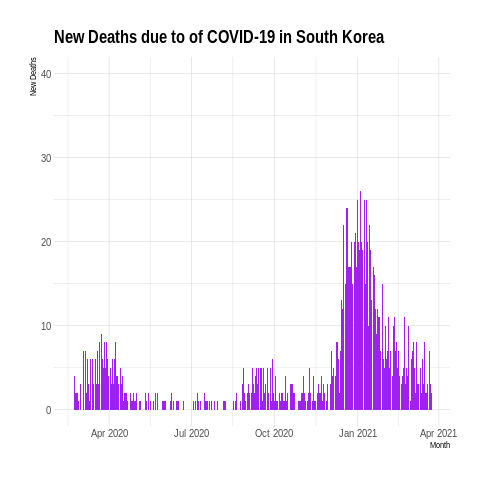 New Deaths due to of COVID-19 in South Korea
New Deaths
40
30
20
10
0
Apr 2020 Jul 2020 Oct 2020 Jan 2021 Apr 2021
Month